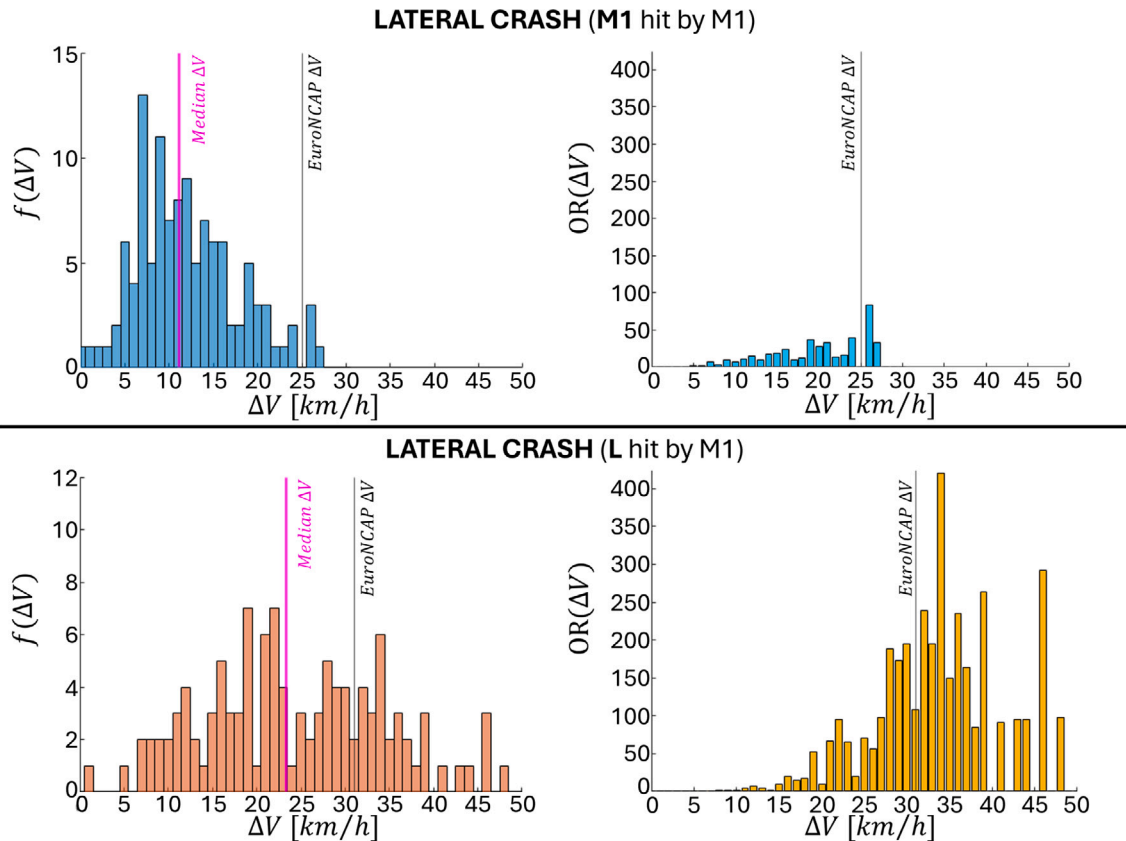 LATERAL CRASH (M1 hit by M1)
15
10
5
0
0 5 10 15 20 25 30 35 40 45 50
f(ΔV)
ΔV [km/h]
Median ΔV
EuroNCAP ΔV
400
350
300
250
200
150
100
50
0
0 5 10 15 20 25 30 35 40 45 50
OR(ΔV)
ΔV [km/h]
EuroNCAP ΔV
LATERAL CRASH (L hit by M1)
12
10
8
6
4
2
0
0 5 10 15 20 25 30 35 40 45 50
f(ΔV)
ΔV [km/h]
Median ΔV
EuroNCAP ΔV
400
350
300
250
200
150
100
50
0
0 5 10 15 20 25 30 35 40 45 50
OR(ΔV)
ΔV [km/h]
EuroNCAP ΔV